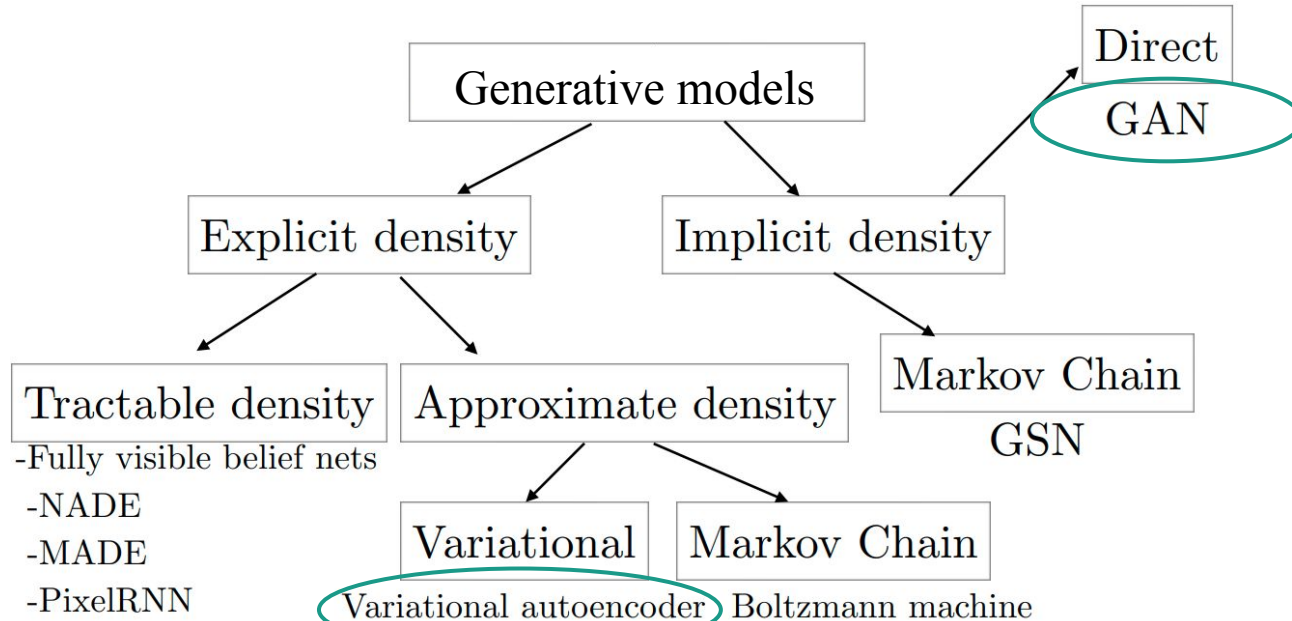 Direct
Generative models
GAN
Explicit density
Implicit density
Tractable density
Approximate density
Markov Chain
-Fully visible belief nets
GSN
-NADE
-MADE
-PixelRNN
Variational
Markov Chain
Variational autoencoder
Boltzmann machine